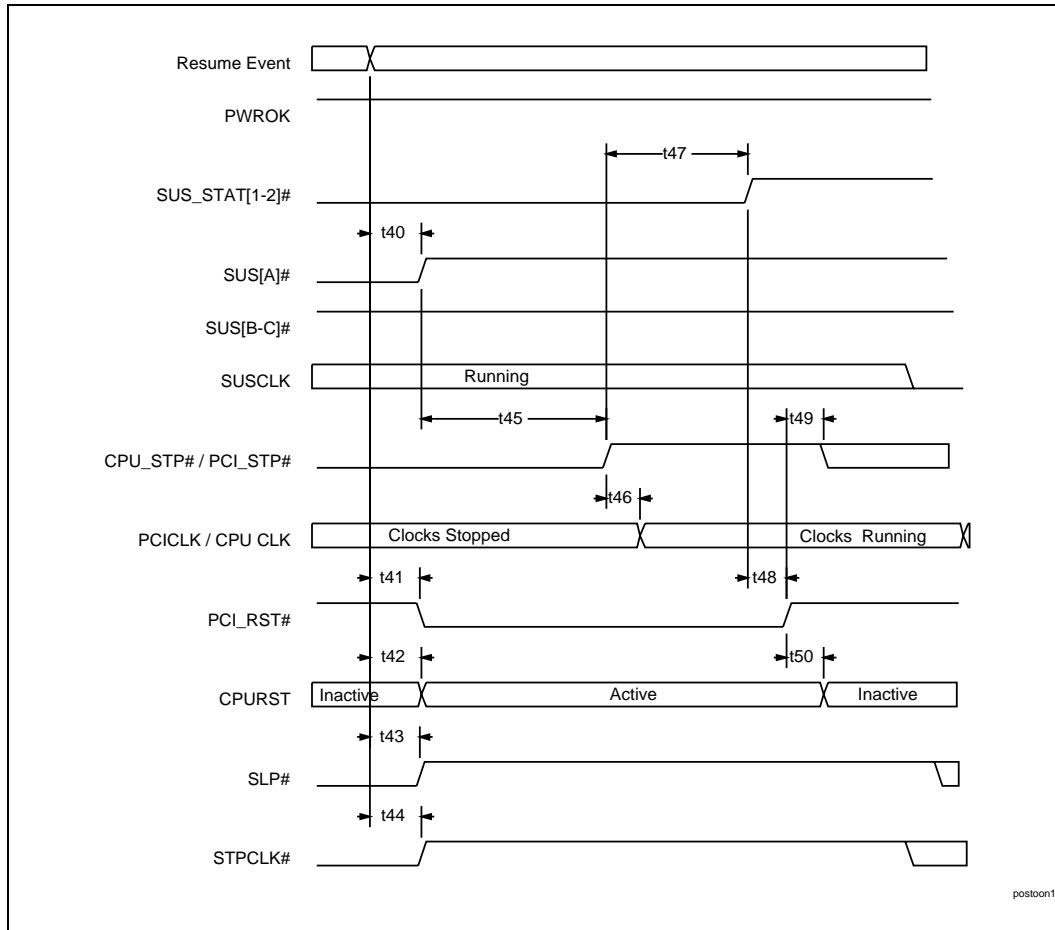 Resume Event
PWROK
t47
SUS_STAT[1-2]#
t40
SUS[A]#
SUS[B-C]#
SUSCLK
Running
t45
t49
CPU_STP# / PCI_STP#
t46
PCICLK / CPU CLK
Clocks Stopped
Clocks Running
t41
t48
PCI_RST#
t42
t50
CPURST
Inactive
Active
Inactive
t43
SLP#
t44
STPCLK#
postoon1